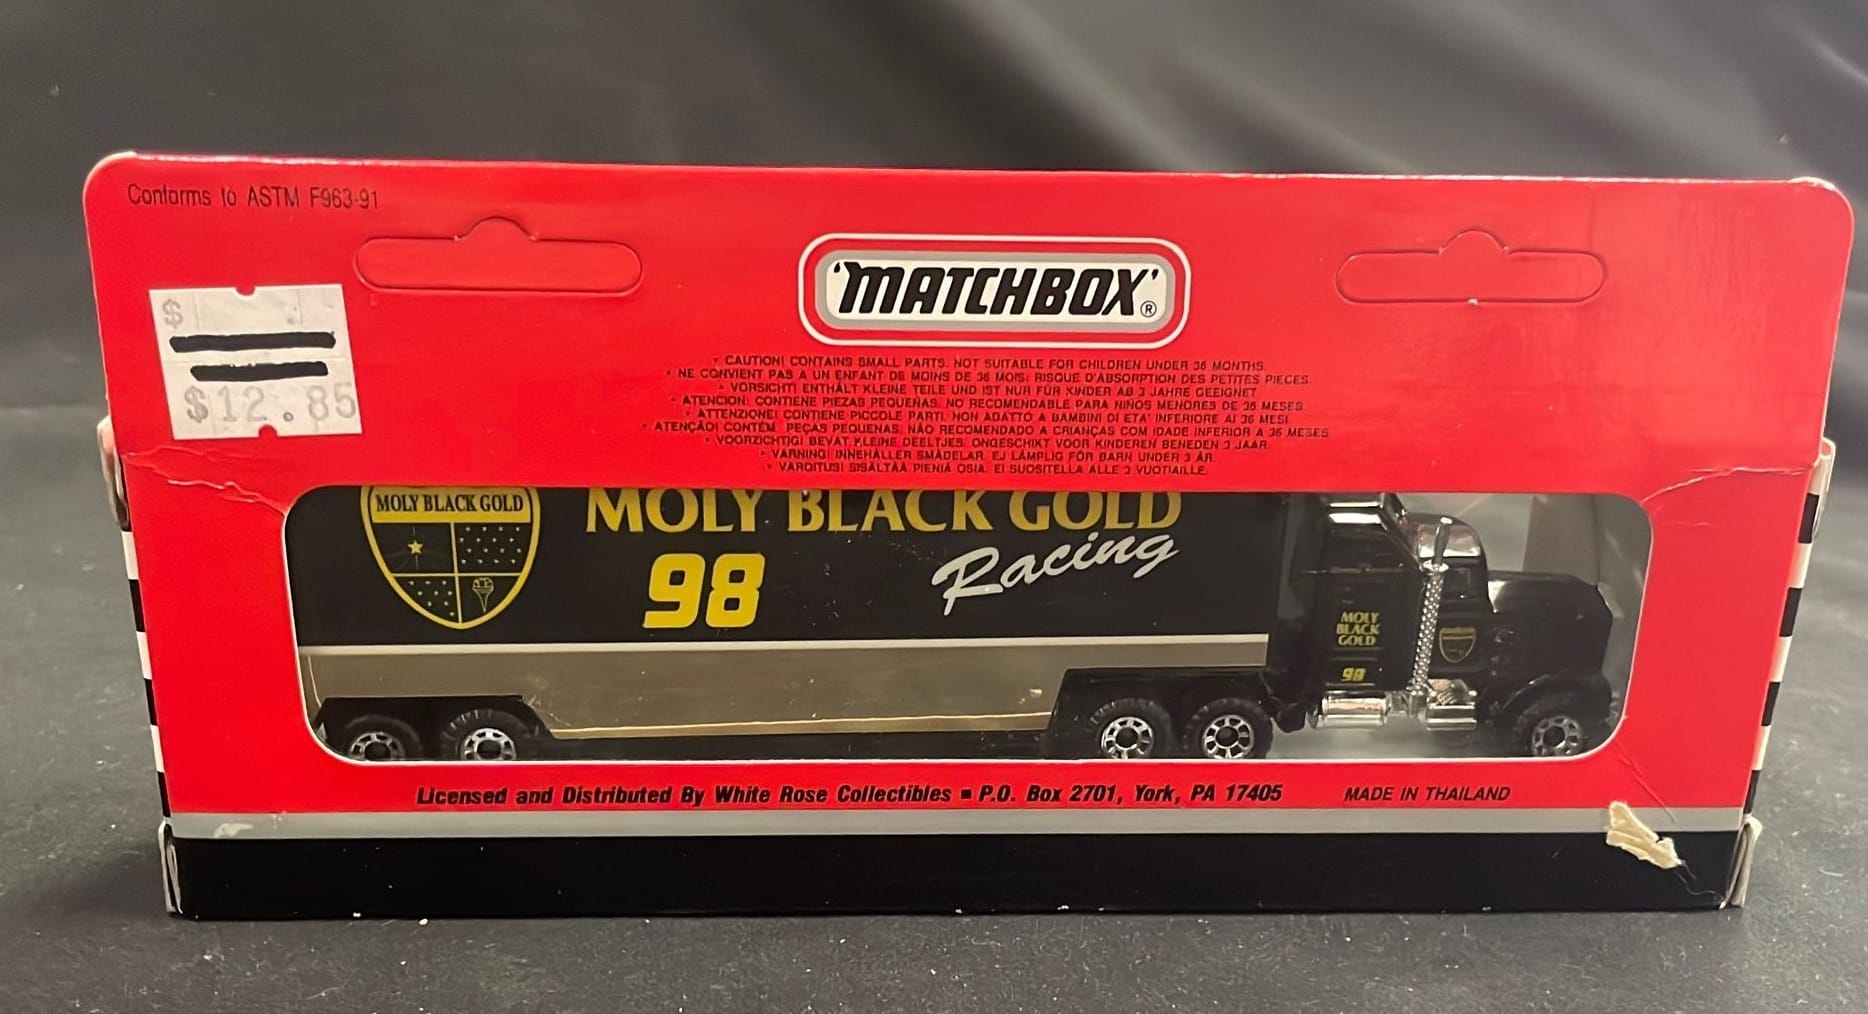 Conforms to ASTM F963-91
$
$12.85
'MATCHBOX'®
• CAUTION! CONTAINS SMALL PARTS. NOT SUITABLE FOR CHILDREN UNDER 36 MONTHS.
• NE CONVIENT PAS A UN ENFANT DE MOINS DE 36 MOIS: RISQUE D'ABSORPTION DES PETITES PIECES.
• VORSICHT! ENTHÄLT KLEINE TEILE UND IST NUR FÜR KINDER AB 3 JAHRE GEEIGNET.
• ATENCION: CONTIENE PIEZAS PEQUEÑAS. NO RECOMENDABLE PARA NIÑOS MENORES DE 36 MESES.
• ATTENZIONE! CONTIENE PICCOLE PARTI. NON ADATTO A BAMBINI DI ETA' INFERIORE AI 36 MESI.
• ATENÇÃO! CONTÉM PEÇAS PEQUENAS. NÃO RECOMENDADO A CRIANÇAS COM IDADE INFERIOR A 36 MESES.
• VOORZICHTIG! BEVAT KLEINE DEELTJES. ONGESCHIKT VOOR KINDEREN BENEDEN 3 JAAR.
• VARNING! INNEHÅLLER SMÅDELAR. EJ LÄMPLIG FÖR BARN UNDER 3 ÅR.
• VAROITUS! SISÄLTÄÄ PIENIÄ OSIA. EI SUOSITELLA ALLE 3 VUOTIAILLE.
MOLY BLACK GOLD
MOLY BLACK GOLD
98
Racing
MOLY
BLACK
GOLD
98
Licensed and Distributed By White Rose Collectibles ▪ P.O. Box 2701, York, PA 17405
MADE IN THAILAND